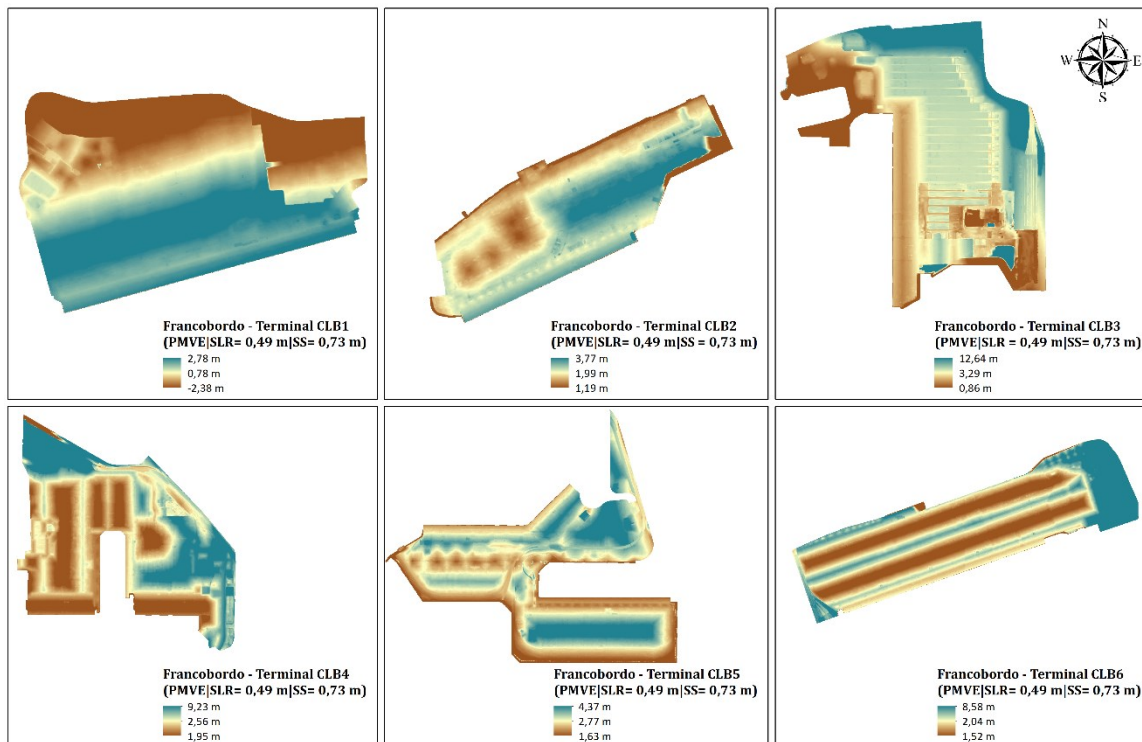 N
W E
S
Francobordo - Terminal CLB1
(PMVE|SLR= 0,49 m|SS= 0,73 m)
2,78 m
0,78 m
-2,38 m
Francobordo - Terminal CLB2
(PMVE|SLR= 0,49 m|SS = 0,73 m)
3,77 m
1,99 m
1,19 m
Francobordo - Terminal CLB3
(PMVE|SLR = 0,49 m|SS= 0,73 m)
12,64 m
3,29 m
0,86 m
Francobordo - Terminal CLB4
(PMVE|SLR= 0,49 m|SS= 0,73 m)
9,23 m
2,56 m
1,95 m
Francobordo - Terminal CLB5
(PMVE|SLR= 0,49 m|SS= 0,73 m)
4,37 m
2,77 m
1,63 m
Francobordo - Terminal CLB6
(PMVE|SLR= 0,49 m|SS= 0,73 m)
8,58 m
2,04 m
1,52 m